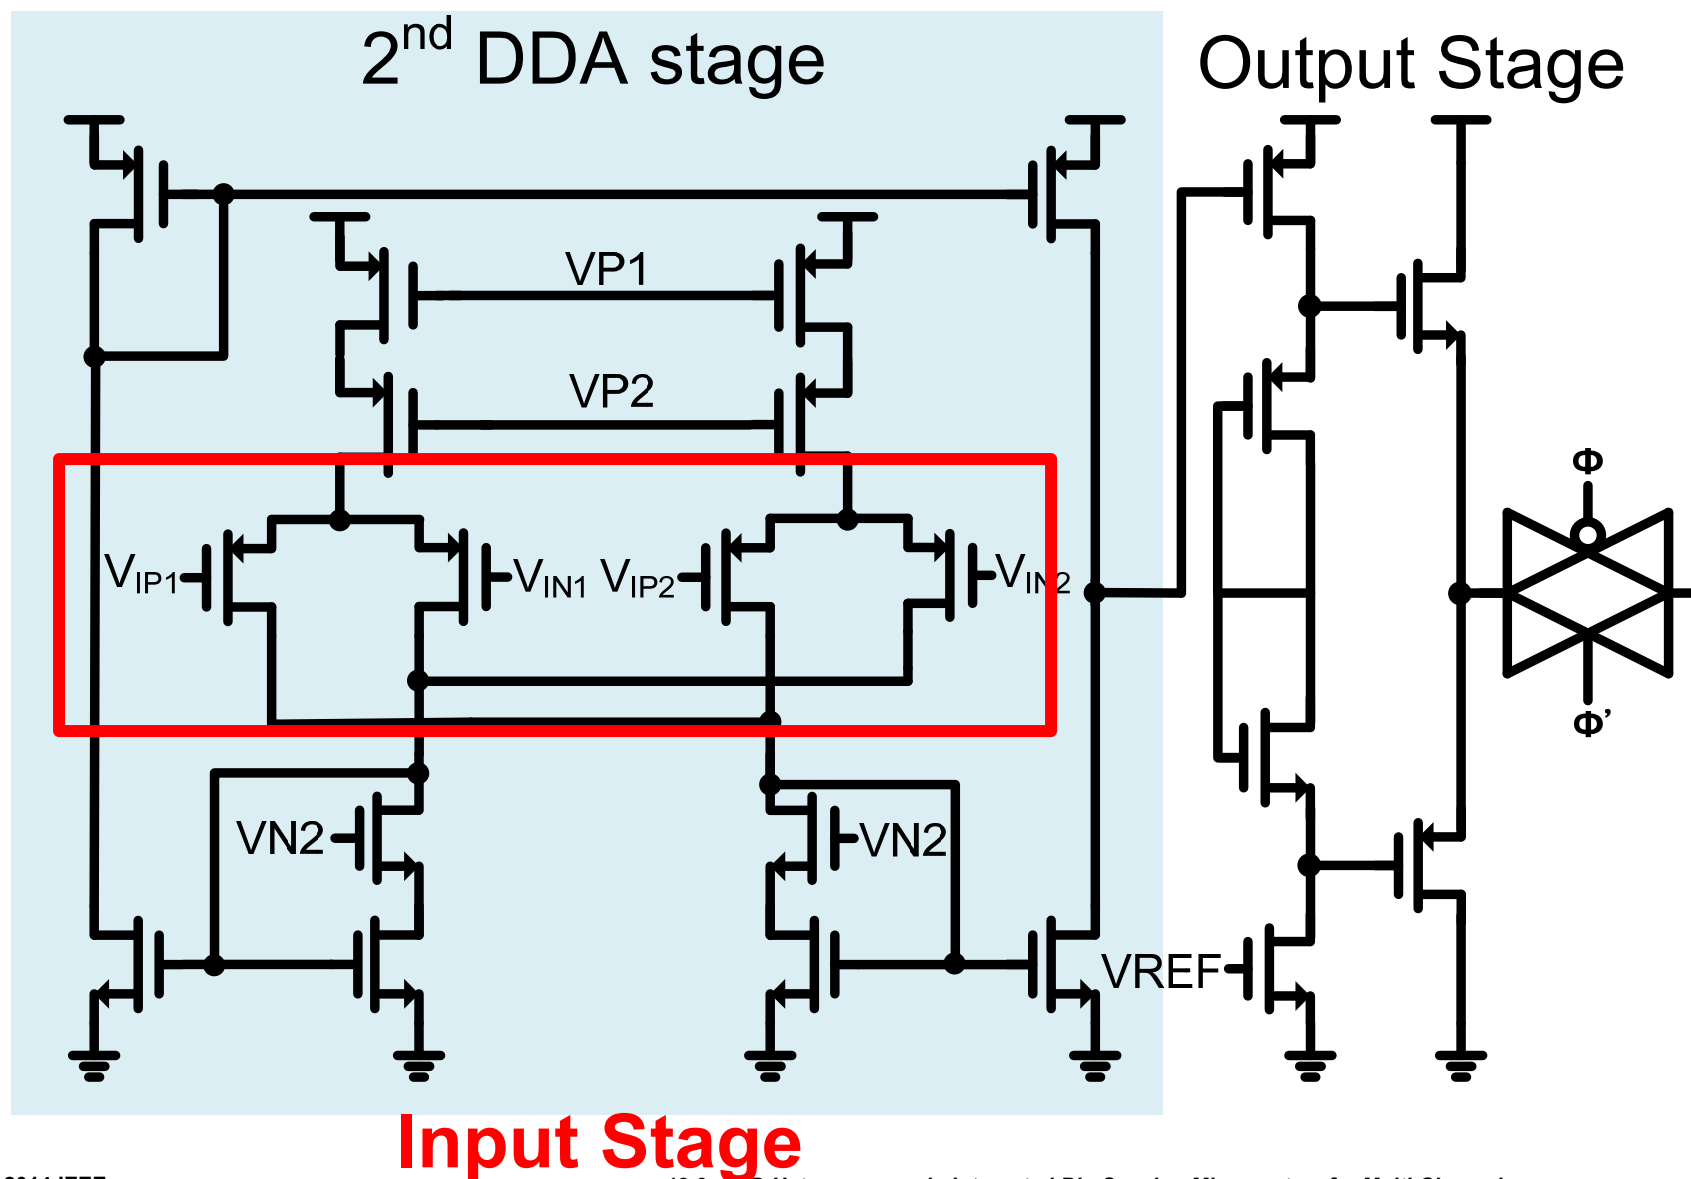 2nd DDA stage
Output Stage
VP1
VP2
Φ
VIP1
VIN1
VIP2
VIN2
Φ’
VN2
VN2
VREF
Input Stage